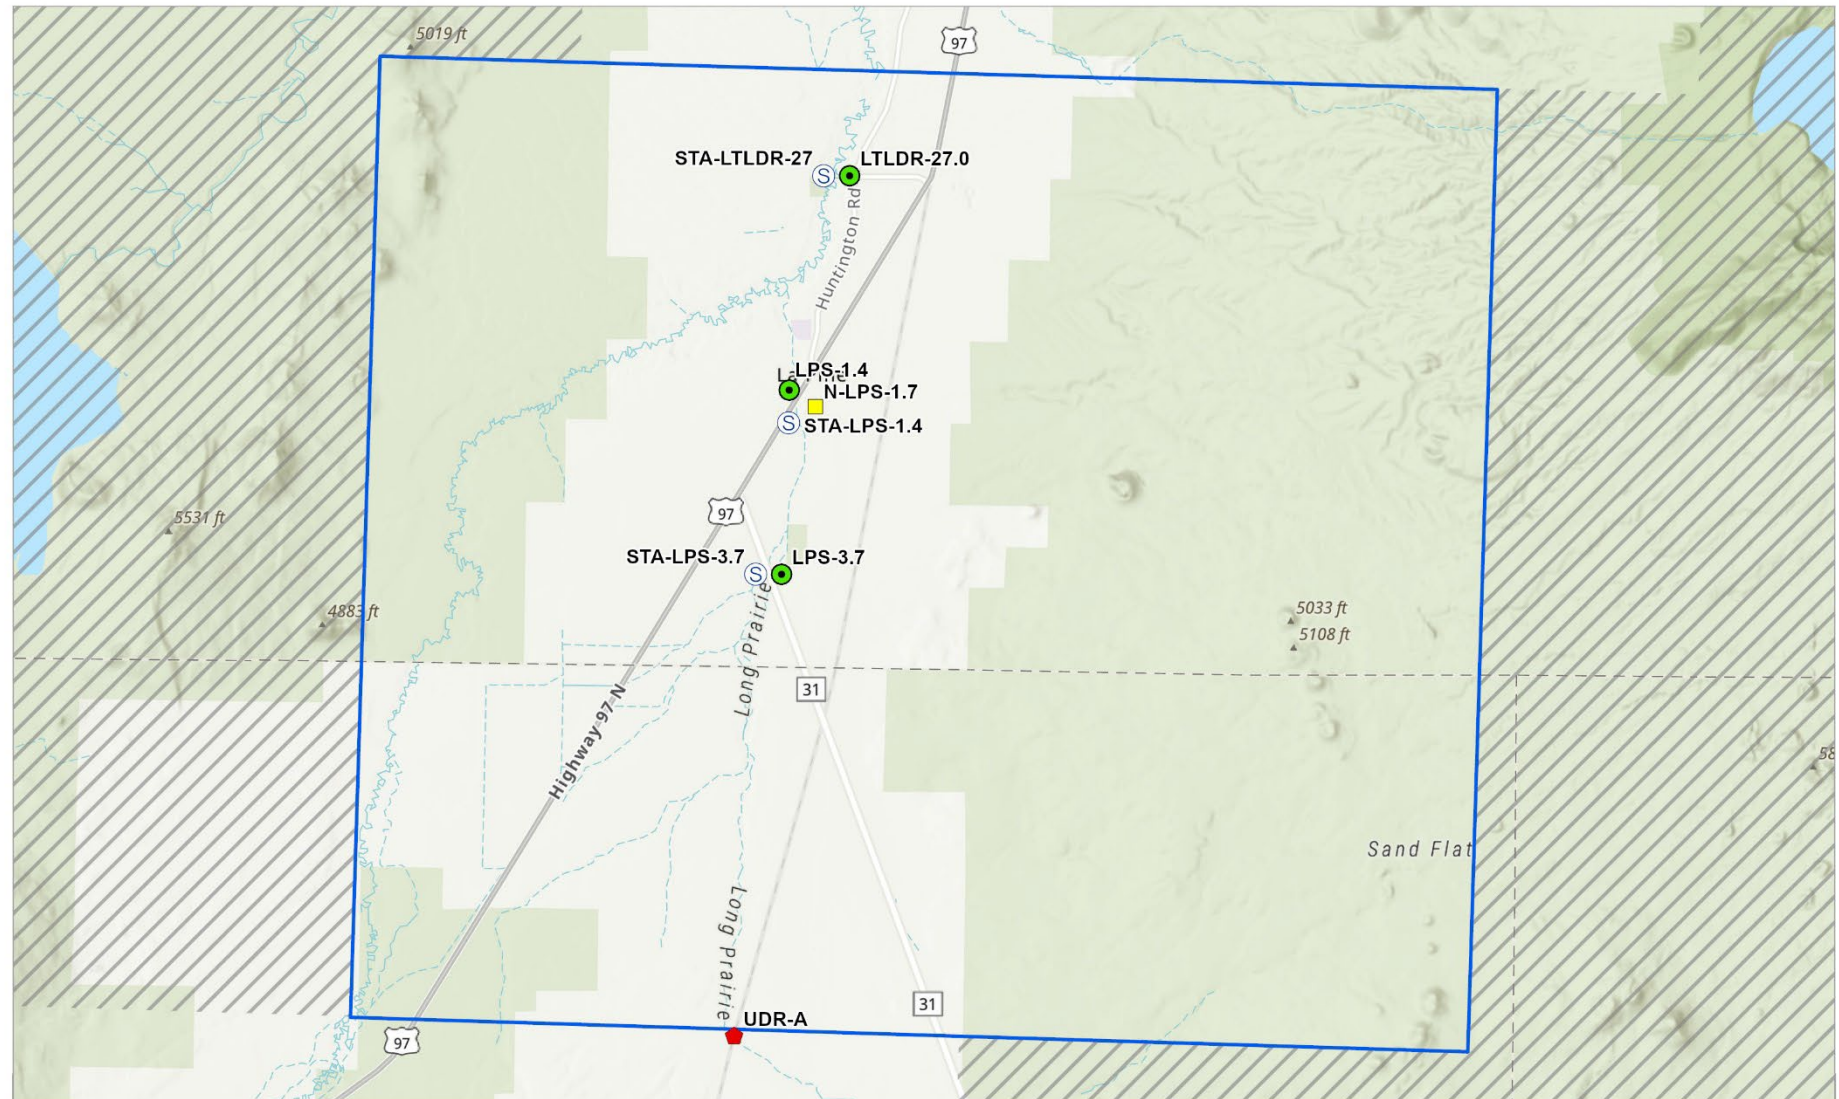 5019 ft
97
STA-LTLDR-27
LTLDR-27.0
Huntington Rd
LPS-1.4
N-LPS-1.7
STA-LPS-1.4
97
5531 ft
STA-LPS-3.7
LPS-3.7
4883 ft
5033 ft
5108 ft
Long Prairie
31
Highway 97 N
58
Sand Flat
Long Prairie
31
UDR-A
97